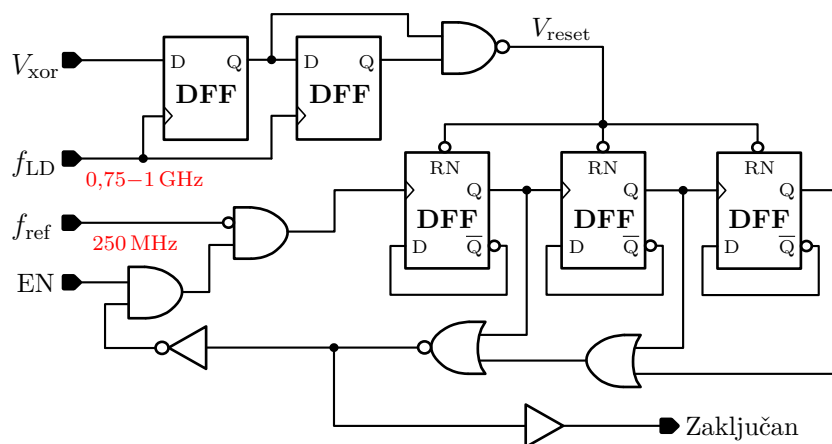 V_reset
V_xor
D Q
DFF
D Q
DFF
f_LD
0,75−1 GHz
RN
Q
DFF
D Q̅
RN
Q
DFF
D Q̅
RN
Q
DFF
D Q̅
f_ref
250 MHz
EN
Zaključan